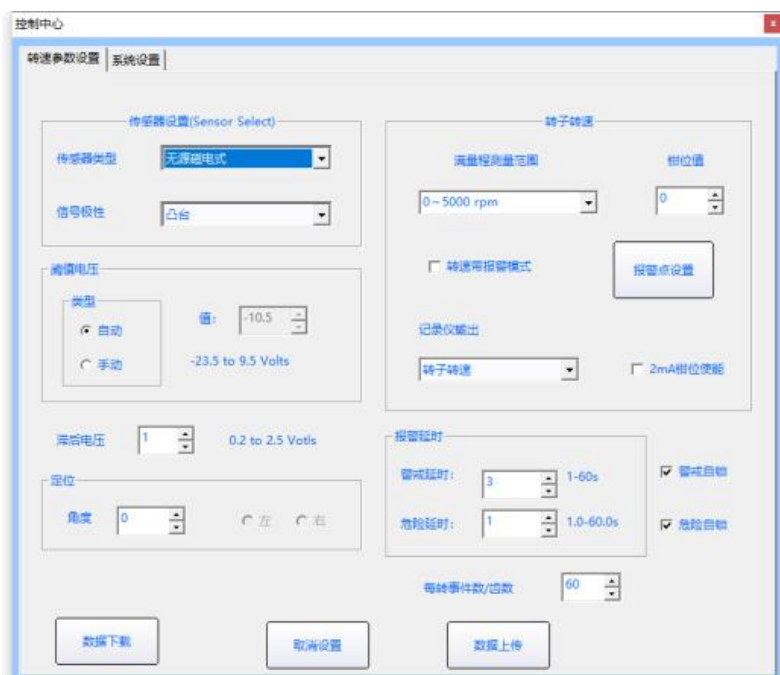 控制中心
x
转速参数设置
系统设置
传感器设置(Sensor Select)
传感器类型
无源磁电式
信号极性
凸台
阈值电压
类型
自动
手动
值:
-10.5
-23.5 to 9.5 Volts
滞后电压
1
0.2 to 2.5 Votls
定位
角度
0
左
右
转子转速
满量程测量范围
钳位值
0～5000 rpm
0
转速带报警模式
报警点设置
记录仪输出
转子转速
2mA钳位使能
报警延时
警戒延时:
3
1-60s
警戒自锁
危险延时:
1
1.0-60.0s
危险自锁
每转事件数/齿数
60
数据下载
取消设置
数据上传